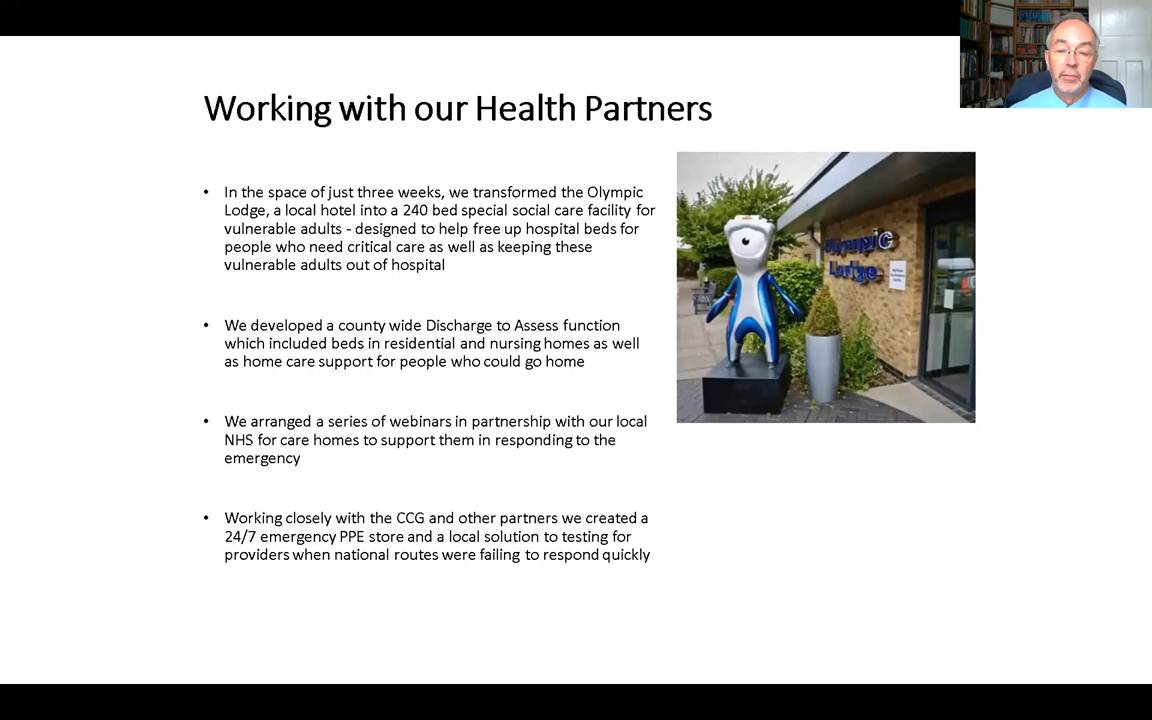 Working with our Health Partners
• In the space of just three weeks, we transformed the Olympic
Lodge, a local hotel into a 240 bed special social care facility for
vulnerable adults - designed to help free up hospital beds for
people who need critical care as well as keeping these
vulnerable adults out of hospital
• We developed a county wide Discharge to Assess function
which included beds in residential and nursing homes as well
as home care support for people who could go home
• We arranged a series of webinars in partnership with our local
NHS for care homes to support them in responding to the
emergency
• Working closely with the CCG and other partners we created a
24/7 emergency PPE store and a local solution to testing for
providers when national routes were failing to respond quickly
Olympic
Lodge